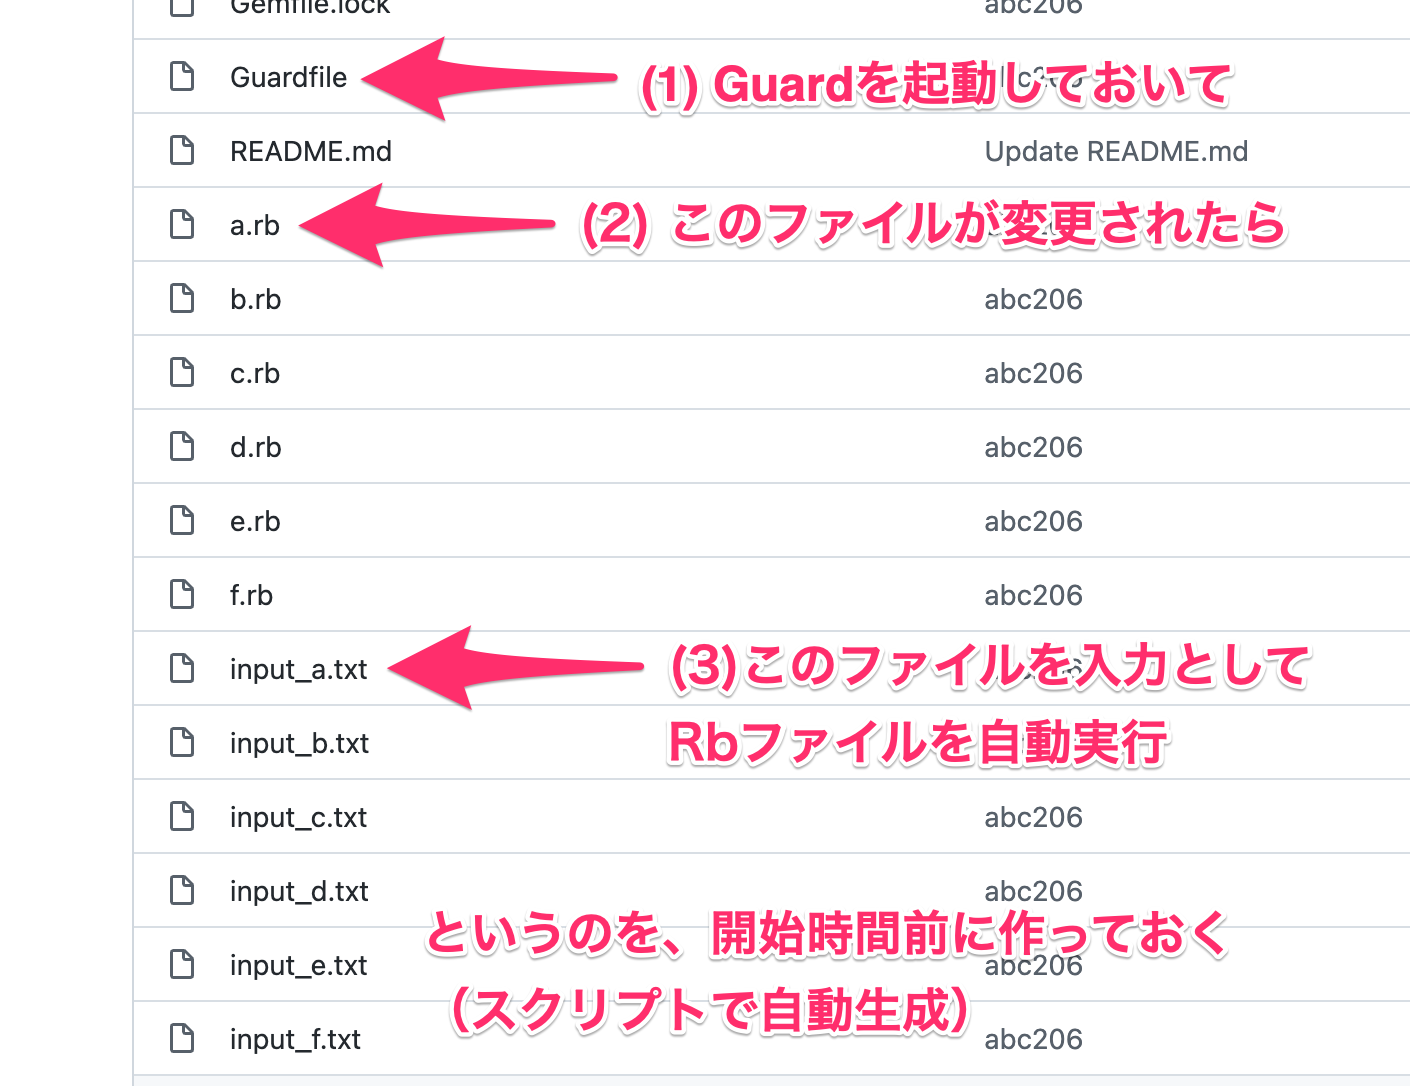 Gemfile.lock abc206
Guardfile (1) Guardを起動しておいて
README.md Update README.md
a.rb (2) このファイルが変更されたら
b.rb abc206
c.rb abc206
d.rb abc206
e.rb abc206
f.rb abc206
input_a.txt (3)このファイルを入力として
input_b.txt Rbファイルを自動実行
input_c.txt abc206
input_d.txt abc206
というのを、開始時間前に作っておく
input_e.txt abc206
(スクリプトで自動生成)
input_f.txt abc206